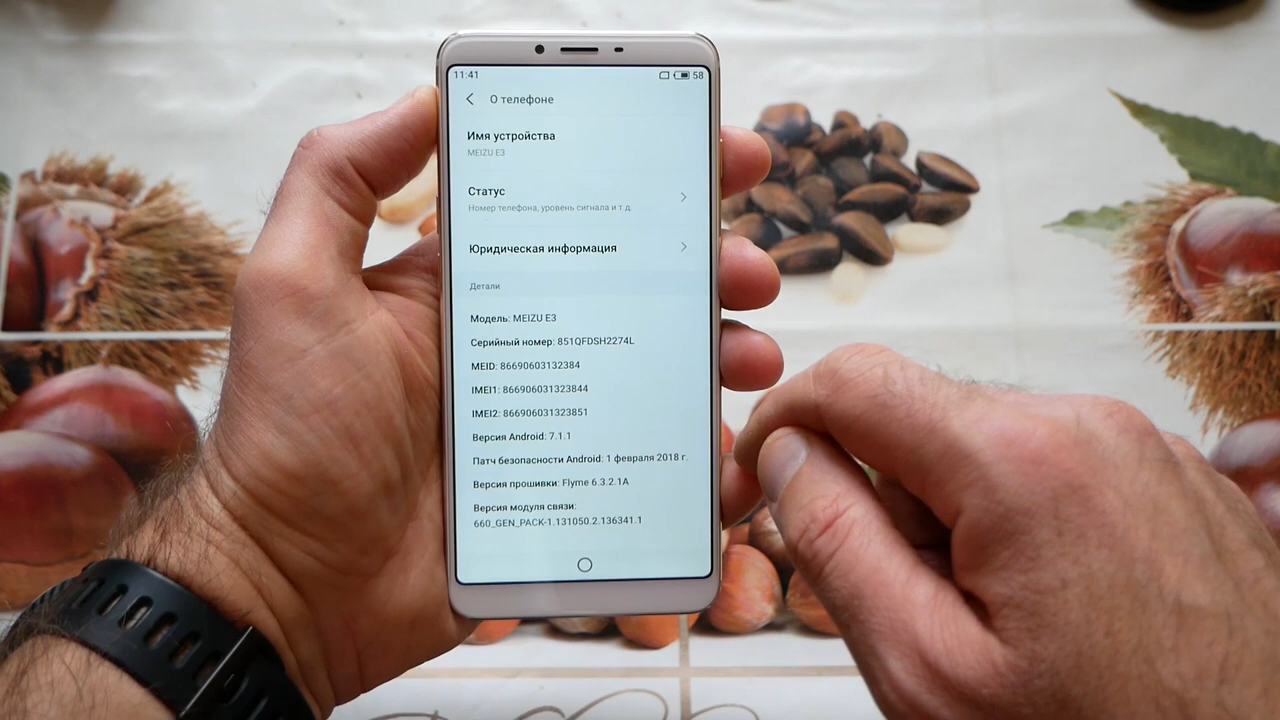 11:41 58
О телефоне
Имя устройства
MEIZU E3
Статус
Номер телефона, уровень сигнала и т.д.
Юридическая информация
Детали
Модель: MEIZU E3
Серийный номер: 851QFDSH2274L
MEID: 86690603132384
IMEI1: 866906031323844
IMEI2: 866906031323851
Версия Android: 7.1.1
Патч безопасности Android: 1 февраля 2018 г.
Версия прошивки: Flyme 6.3.2.1A
Версия модуля связи:
660_GEN_PACK-1.131050.2.136341.1